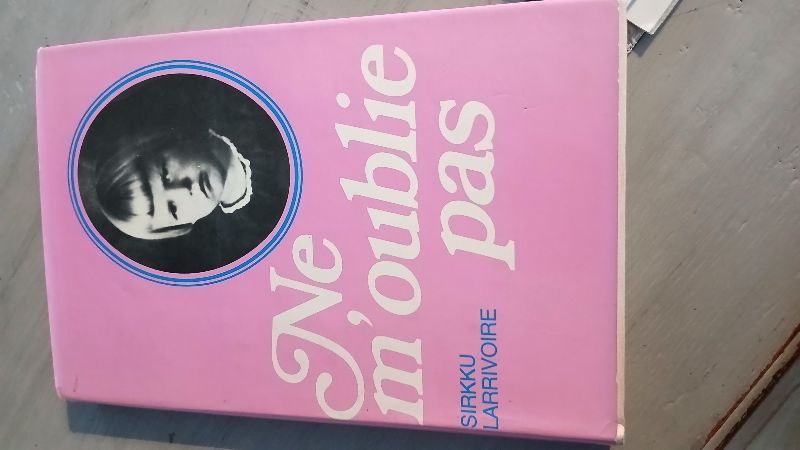 Ne
m'oublie
pas
SIRKKU
LARRIVOIRE